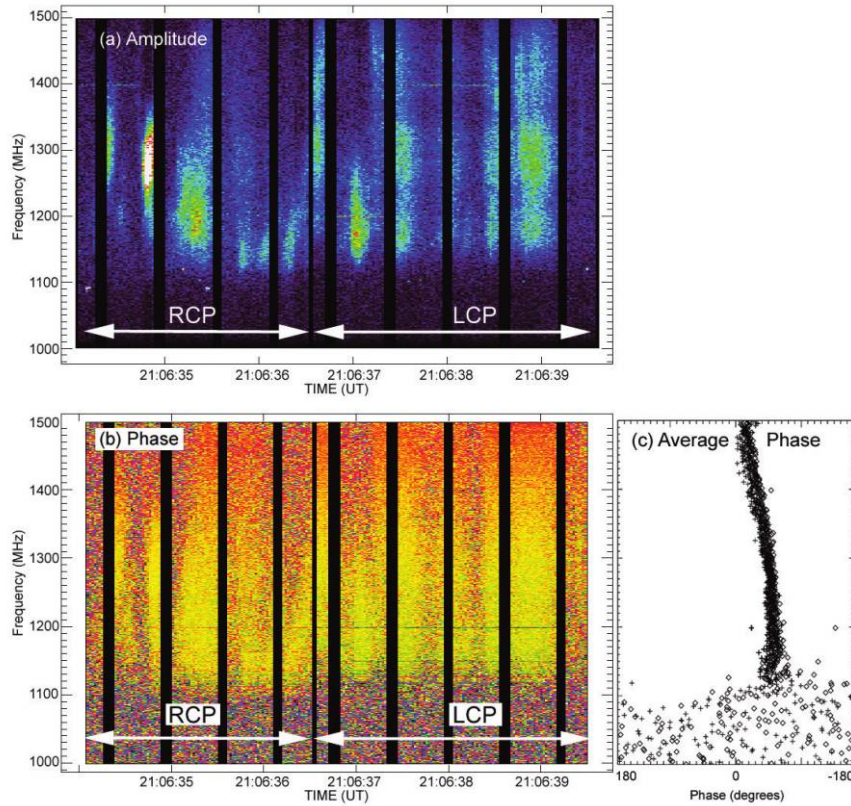 1500
(a) Amplitude
1400
1300
Frequency (MHz)
1200
1100
RCP
LCP
1000
21:06:35 21:06:36 21:06:37 21:06:38 21:06:39
TIME (UT)
1500
(b) Phase
1400
1300
Frequency (MHz)
1200
1100
RCP
LCP
1000
21:06:35 21:06:36 21:06:37 21:06:38 21:06:39
TIME (UT)
(c) Average Phase
180 0 -180
Phase (degrees)